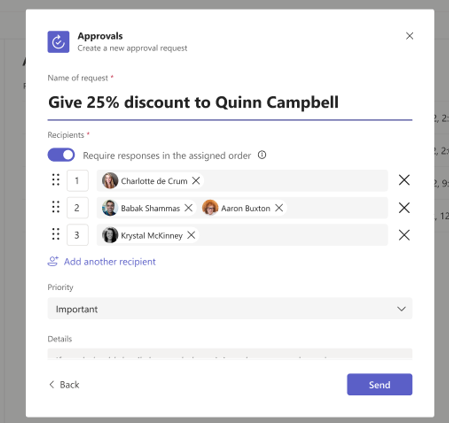 Approvals
Create a new approval request
Name of request *
Give 25% discount to Quinn Campbell
Recipients *
Require responses in the assigned order
1 Charlotte de Crum
2 Babak Shammas Aaron Buxton
3 Krystal McKinney
Add another recipient
Priority
Important
Details
Back
Send